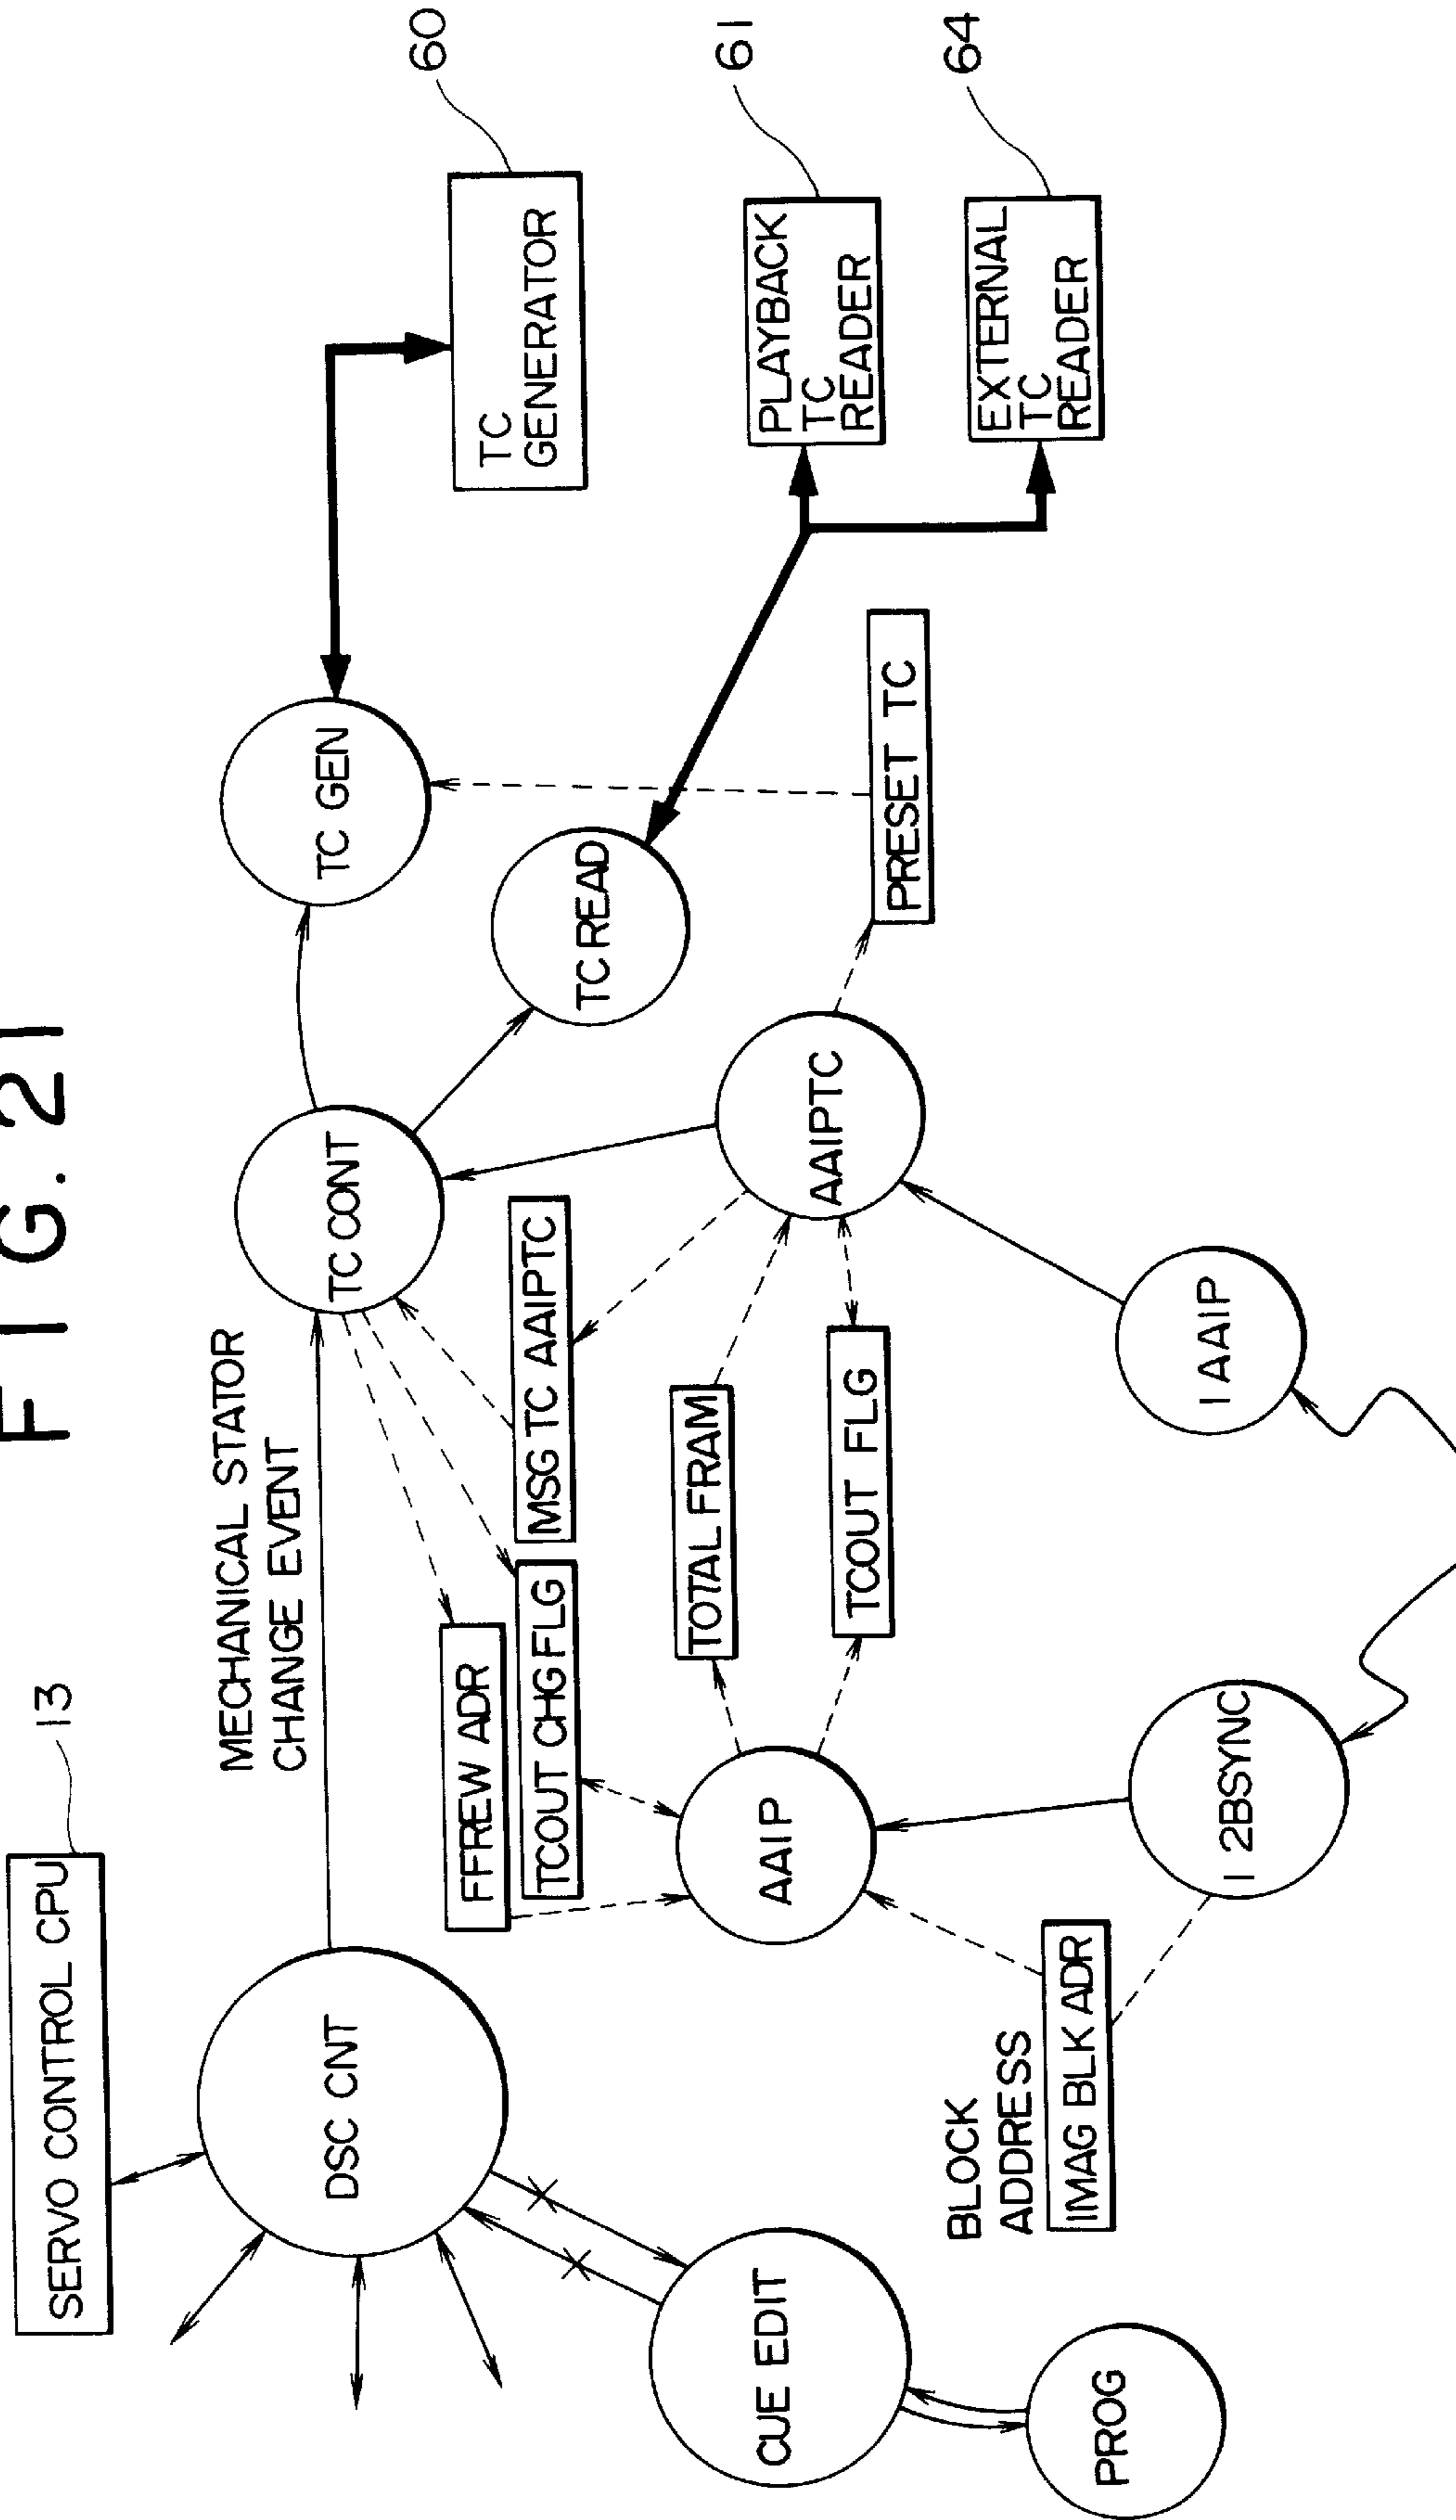 FIG. 21
SERVO CONTROL CPU
13
MECHANICAL STATOR
CHANGE EVENT
DSC CNT
TC CONT
TC GEN
TC
GENERATOR
60
FFREW ADR
TCOUT CHG FLG
MSG TC AAIPTC
TC READ
CUE EDIT
AAIP
TOTAL FRAM
TCOUT FLG
AAIPTC
PRESET TC
PLAYBACK
TC
READER
61
EXTERNAL
TC
READER
64
BLOCK
ADDRESS
IMAG BLK ADR
PROG
I 2BSYNC
I AAIP